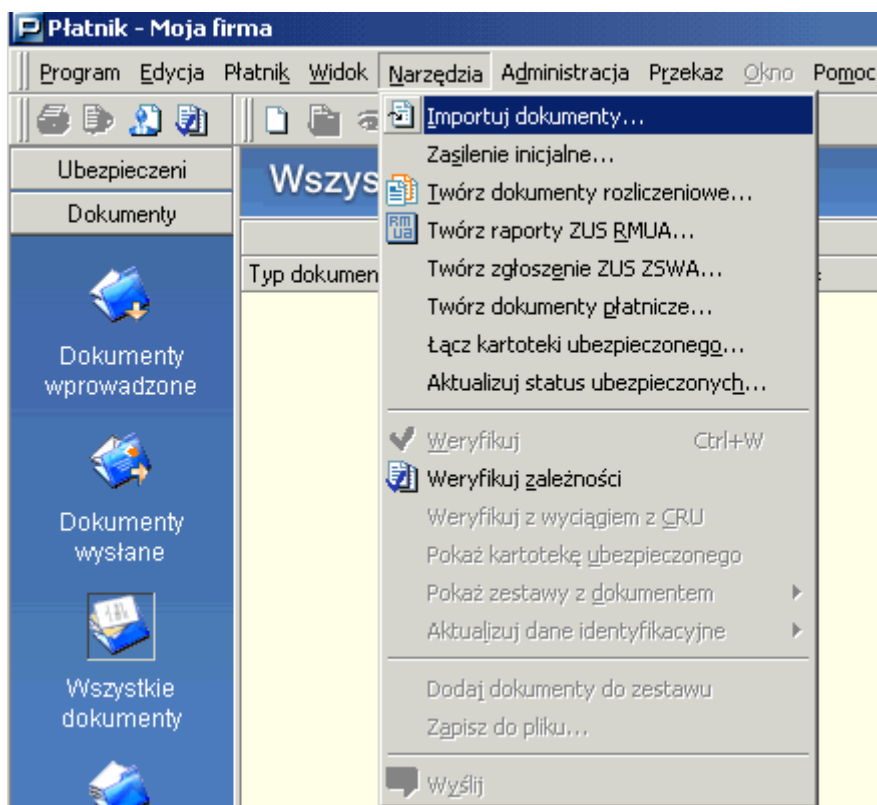 Płatnik - Moja firma
Program Edycja Płatnik Widok Narzędzia Administracja Przekaz Okno Pomoc
Ubezpieczeni
Dokumenty
Dokumenty
wprowadzone
Dokumenty
wysłane
Wszystkie
dokumenty
Wszys
Typ dokumen
Importuj dokumenty...
Zasilenie inicjalne...
Twórz dokumenty rozliczeniowe...
Twórz raporty ZUS RMUA...
Twórz zgłoszenie ZUS ZSWA...
Twórz dokumenty płatnicze...
Łącz kartoteki ubezpieczonego...
Aktualizuj status ubezpieczonych...
Weryfikuj Ctrl+W
Weryfikuj zależności
Weryfikuj z wyciągiem z CRU
Pokaż kartotekę ubezpieczonego
Pokaż zestawy z dokumentem
Aktualizuj dane identyfikacyjne
Dodaj dokumenty do zestawu
Zapisz do pliku...
Wyślij